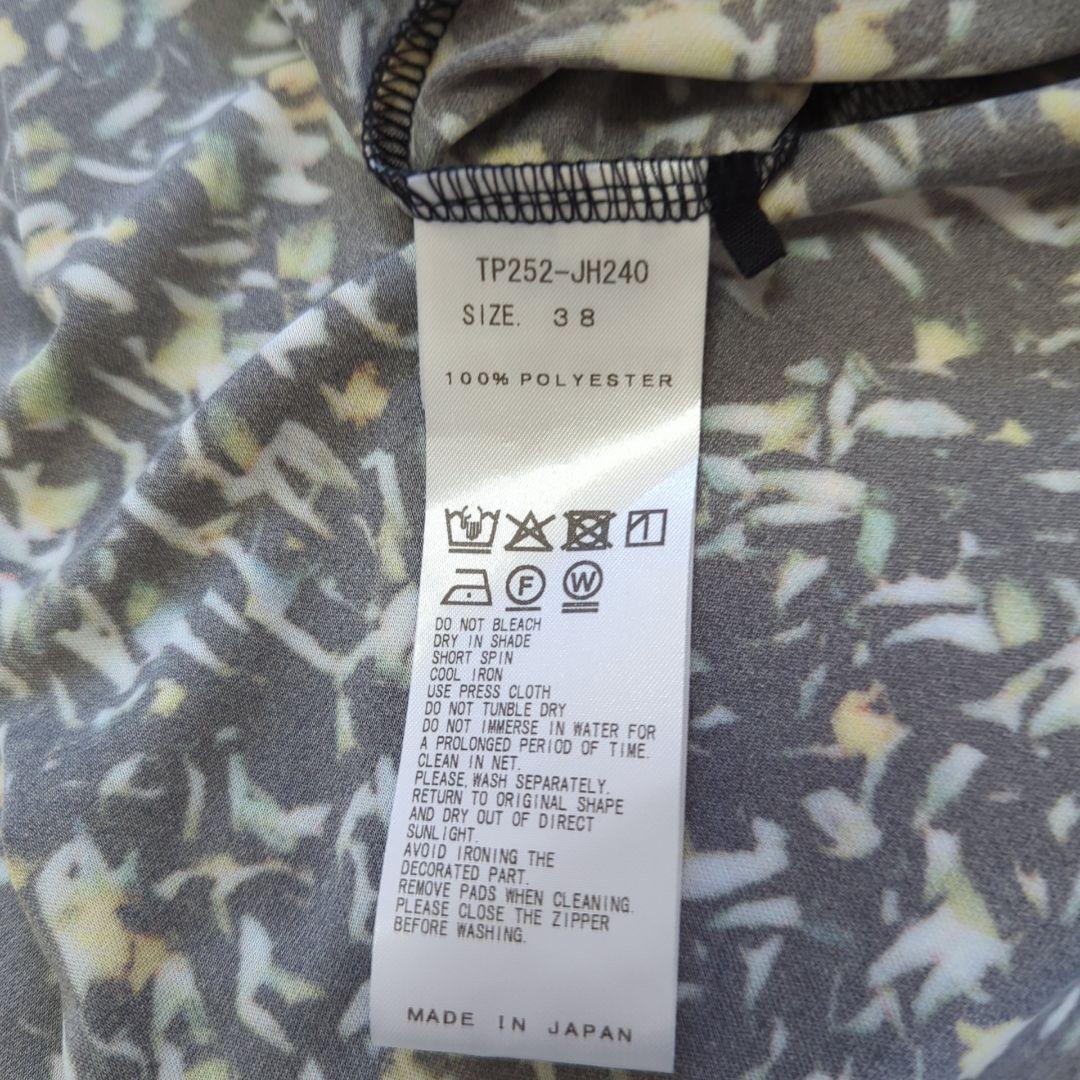 TP252-JH240
SIZE. 38
100% POLYESTER
F W
DO NOT BLEACH
DRY IN SHADE
SHORT SPIN
COOL IRON
USE PRESS CLOTH
DO NOT TUNBLE DRY
DO NOT IMMERSE IN WATER FOR
A PROLONGED PERIOD OF TIME.
CLEAN IN NET.
PLEASE,WASH SEPARATELY.
RETURN TO ORIGINAL SHAPE
AND DRY OUT OF DIRECT
SUNLIGHT.
AVOID IRONING THE
DECORATED PART.
REMOVE PADS WHEN CLEANING.
PLEASE CLOSE THE ZIPPER
BEFORE WASHING.
MADE IN JAPAN